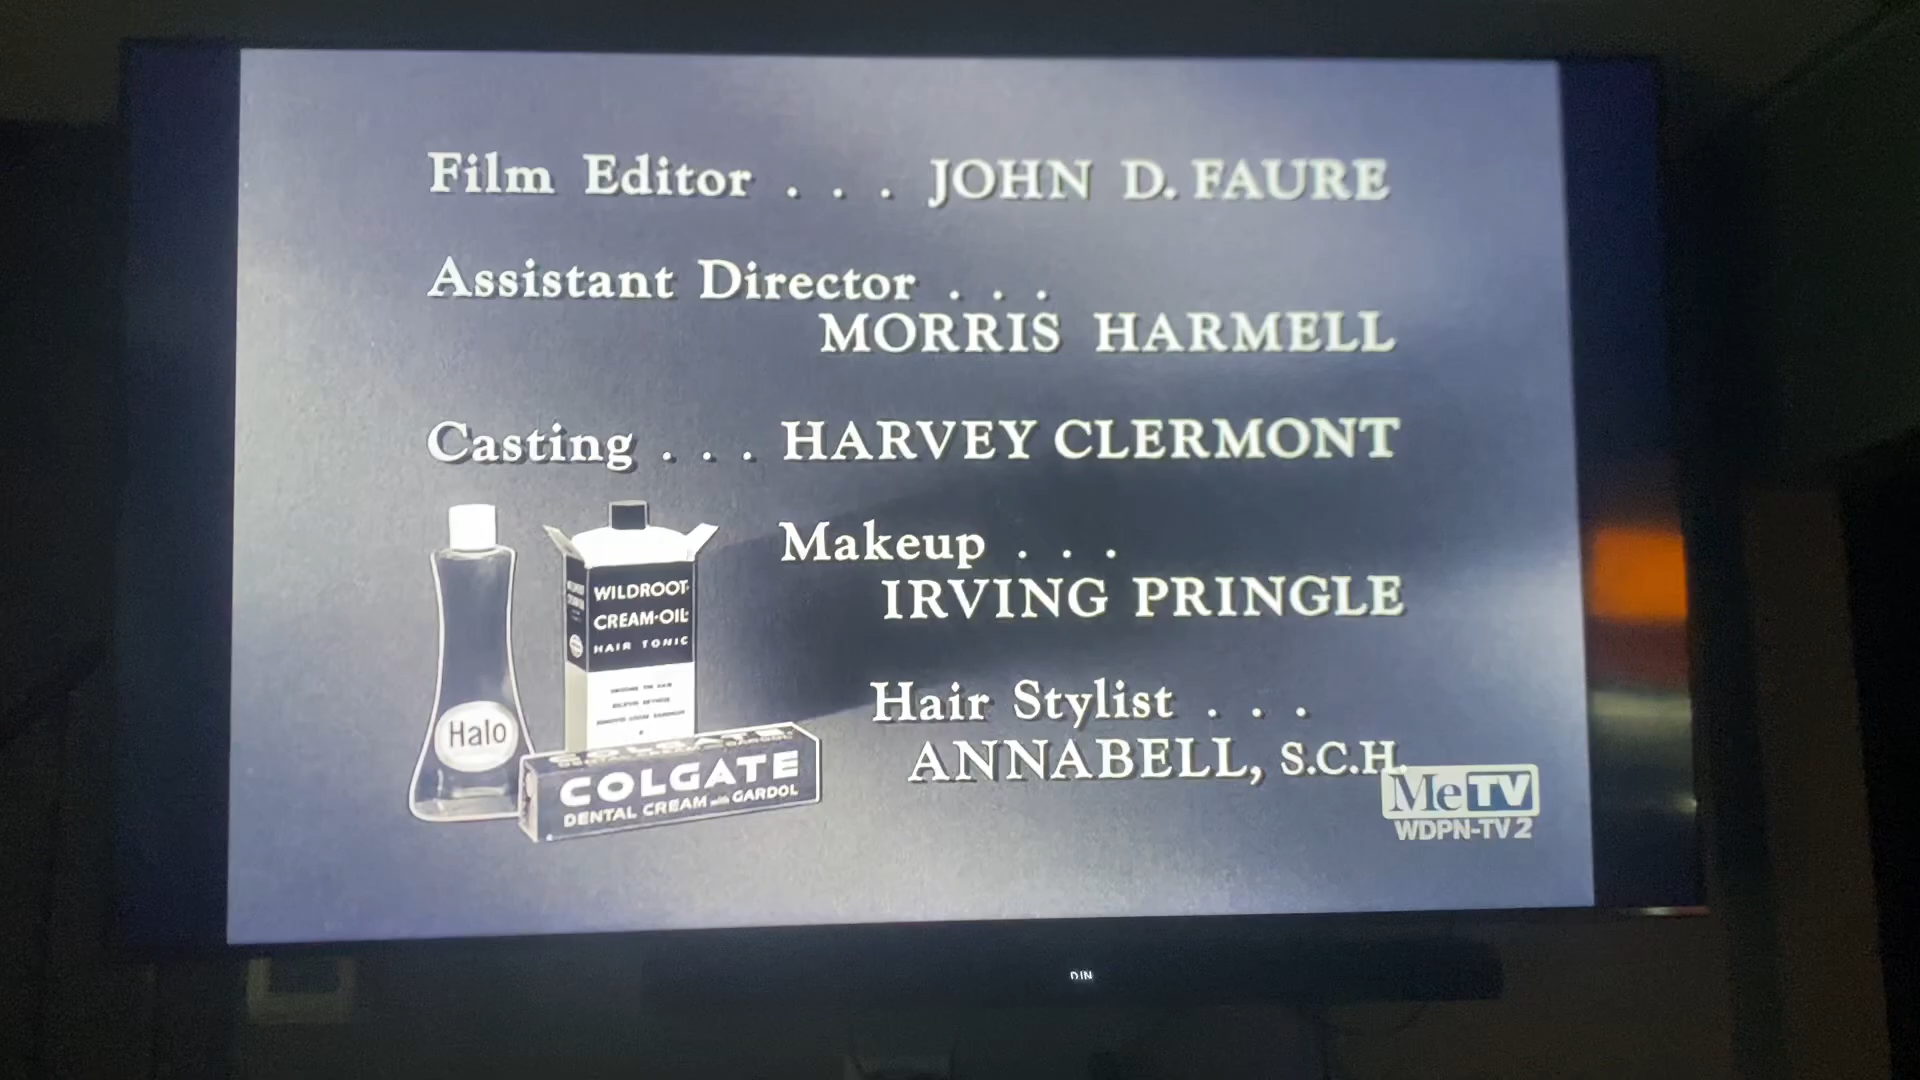 Film Editor . . . JOHN D. FAURE
Assistant Director . . .
MORRIS HARMELL
Casting . . . HARVEY CLERMONT
Makeup . . .
IRVING PRINGLE
Hair Stylist . . .
ANNABELL, S.C.H.
WILDROOT
CREAM-OIL
HAIR TONIC
Halo
COLGATE
DENTAL CREAM with GARDOL
MeTV
WDPN-TV 2